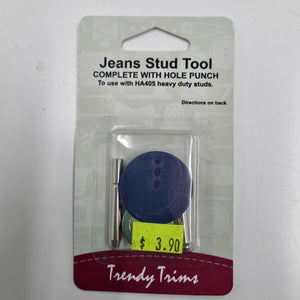 Jeans Stud Tool
COMPLETE WITH HOLE PUNCH
To use with HA405 heavy duty studs.
Directions on back
$ 3.90
Trendy Trims